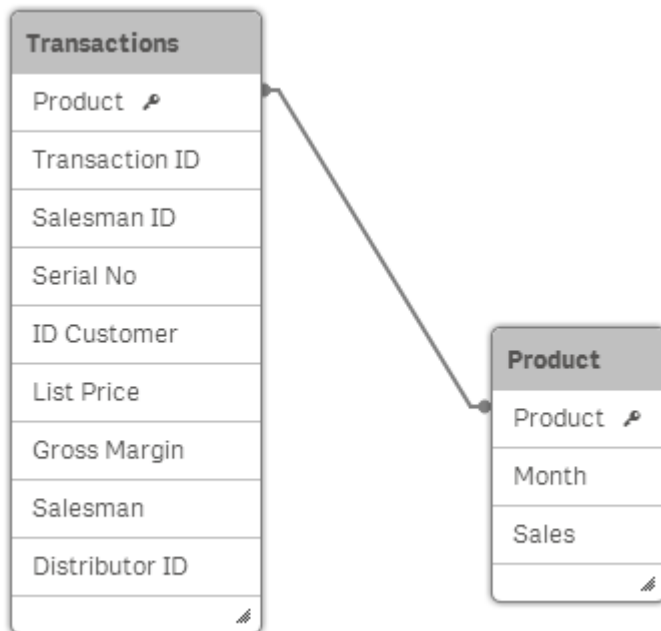 Transactions
Product
Transaction ID
Salesman ID
Serial No
ID Customer
List Price
Gross Margin
Salesman
Distributor ID
Product
Product
Month
Sales